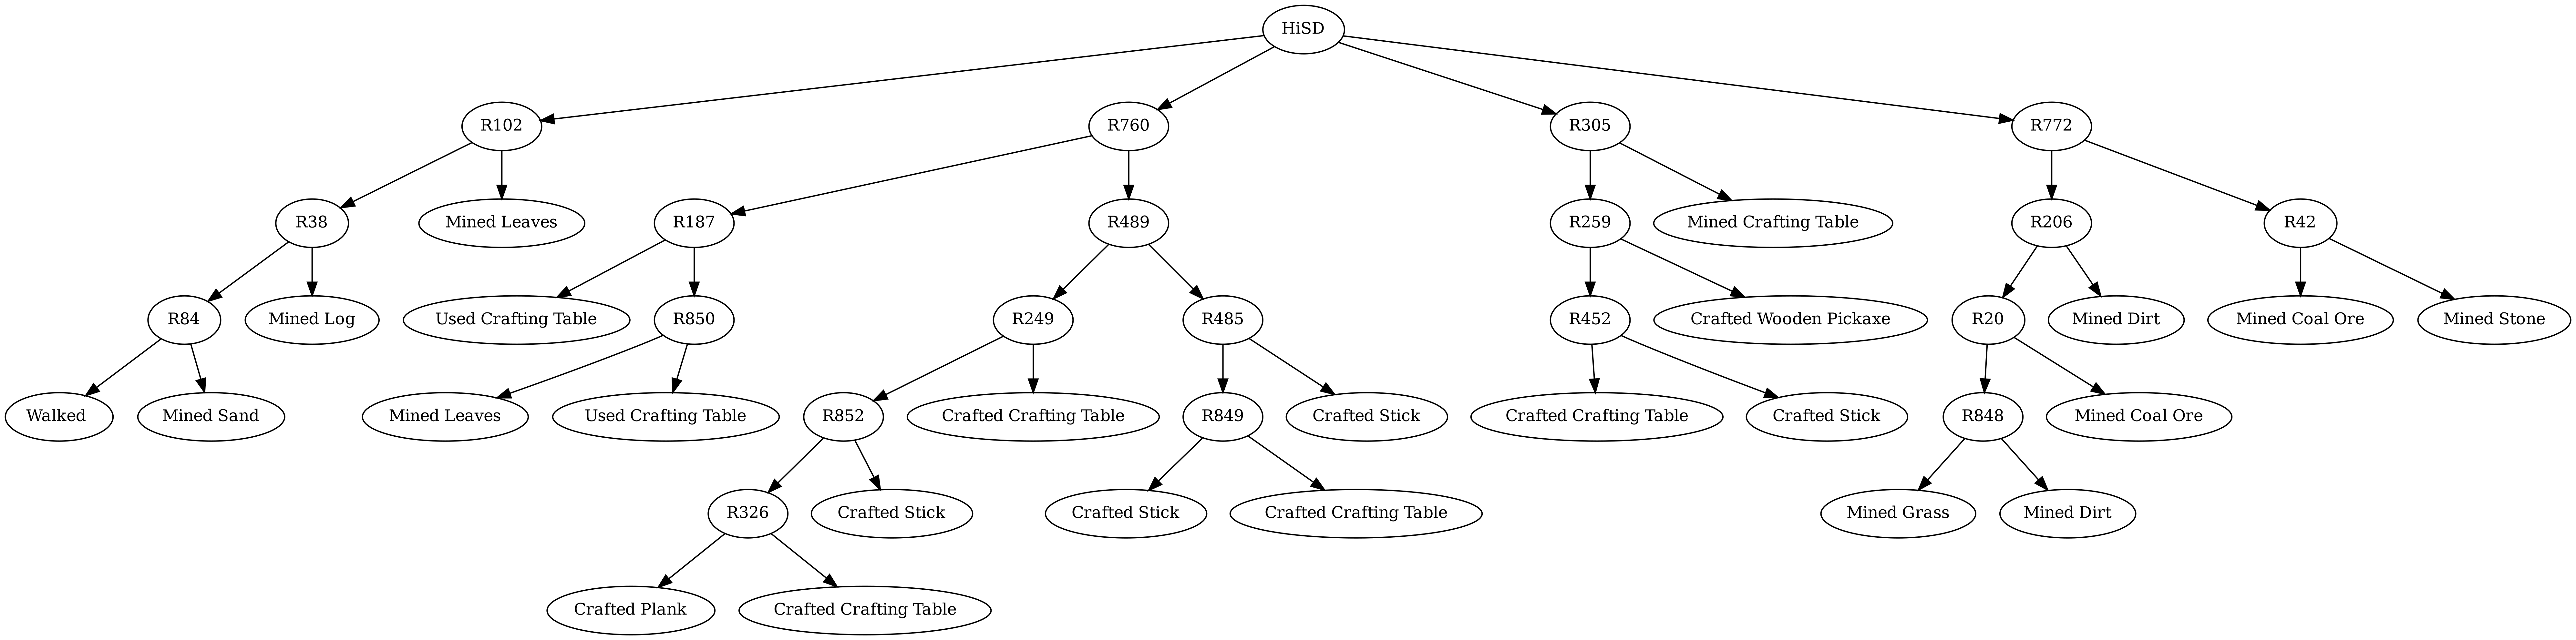 HiSD
R102
R760
R305
R772
R38
Mined Leaves
R187
R489
R259
Mined Crafting Table
R206
R42
R84
Mined Log
Used Crafting Table
R850
R249
R485
R452
Crafted Wooden Pickaxe
R20
Mined Dirt
Mined Coal Ore
Mined Stone
Walked
Mined Sand
Mined Leaves
Used Crafting Table
R852
Crafted Crafting Table
R849
Crafted Stick
Crafted Crafting Table
Crafted Stick
R848
Mined Coal Ore
R326
Crafted Stick
Crafted Stick
Crafted Crafting Table
Mined Grass
Mined Dirt
Crafted Plank
Crafted Crafting Table